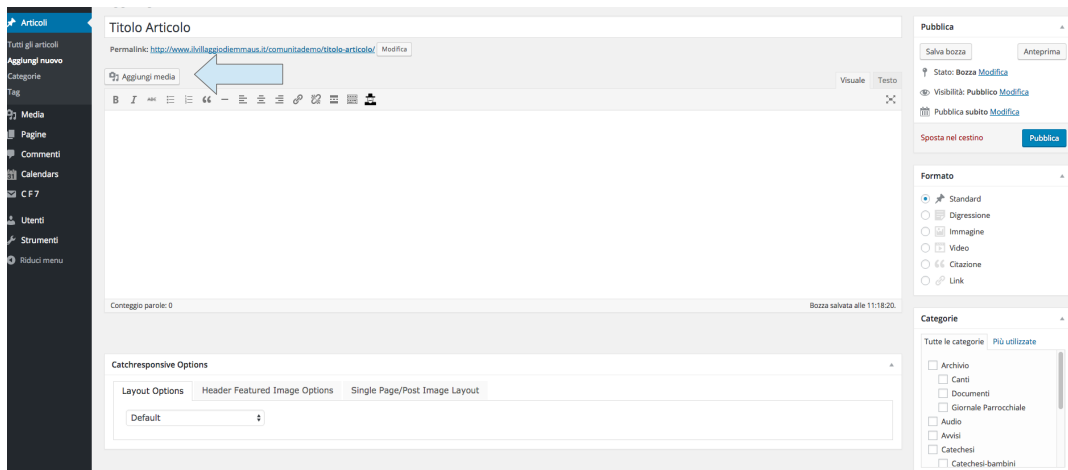 Articoli
Tutti gli articoli
Aggiungi nuovo
Categorie
Tag
Media
Pagine
Commenti
Calendars
CF7
Utenti
Strumenti
Riduci menu
Titolo Articolo
Permalink: http://www.ilvillaggiodiemmaus.it/comunitademo/titolo-articolo/ Modifica
Aggiungi media
Visuale Testo
B I ABC
Conteggio parole: 0 Bozza salvata alle 11:18:20.
Catchresponsive Options
Layout Options Header Featured Image Options Single Page/Post Image Layout
Default
Pubblica
Salva bozza Anteprima
Stato: Bozza Modifica
Visibilità: Pubblico Modifica
Pubblica subito Modifica
Sposta nel cestino Pubblica
Formato
Standard
Digressione
Immagine
Video
Citazione
Link
Categorie
Tutte le categorie Più utilizzate
Archivio
Canti
Documenti
Giornale Parrocchiale
Audio
Avvisi
Catechesi
Catechesi-bambini